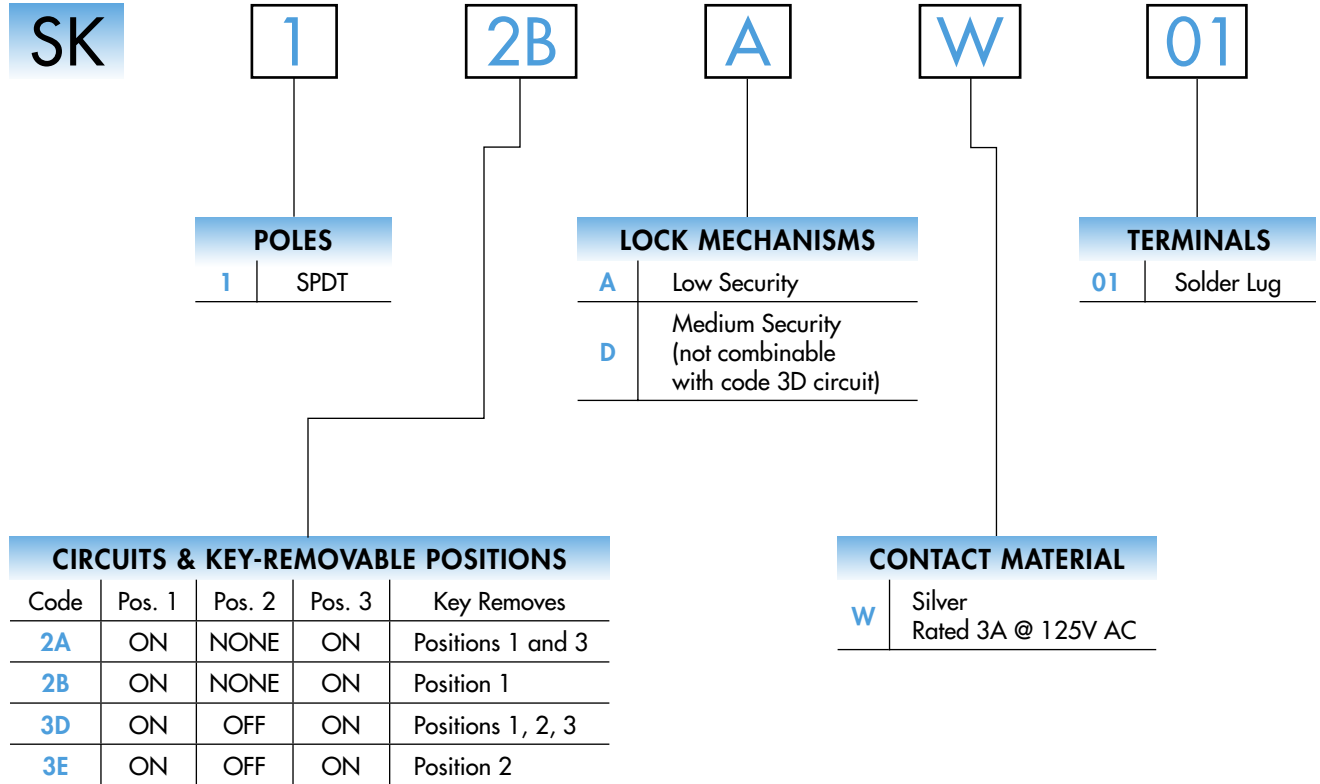 SK 1 2B A W 01
POLES
1 SPDT
LOCK MECHANISMS
A Low Security
D Medium Security
(not combinable
with code 3D circuit)
TERMINALS
01 Solder Lug
CIRCUITS & KEY-REMOVABLE POSITIONS
Code Pos. 1 Pos. 2 Pos. 3 Key Removes
2A ON NONE ON Positions 1 and 3
2B ON NONE ON Position 1
3D ON OFF ON Positions 1, 2, 3
3E ON OFF ON Position 2
CONTACT MATERIAL
W Silver
Rated 3A @ 125V AC